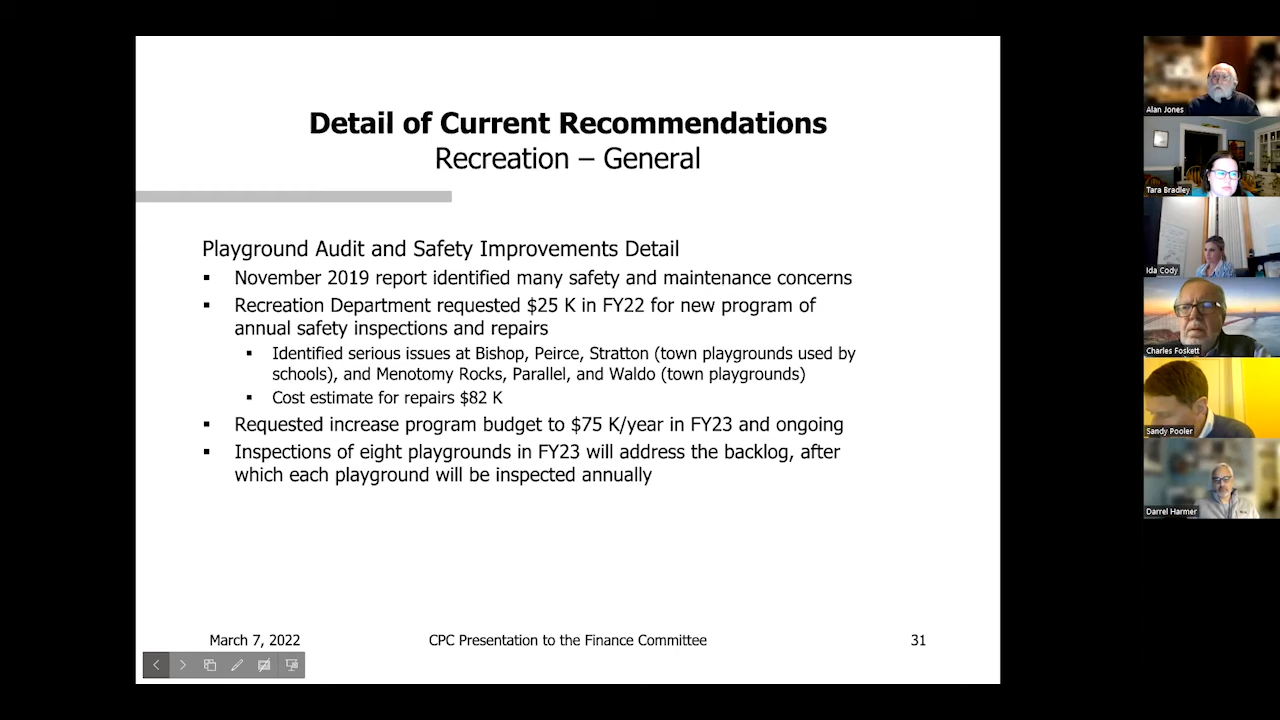 Detail of Current Recommendations
Recreation – General
Playground Audit and Safety Improvements Detail
▪ November 2019 report identified many safety and maintenance concerns
▪ Recreation Department requested $25 K in FY22 for new program of
annual safety inspections and repairs
▪ Identified serious issues at Bishop, Peirce, Stratton (town playgrounds used by
schools), and Menotomy Rocks, Parallel, and Waldo (town playgrounds)
▪ Cost estimate for repairs $82 K
▪ Requested increase program budget to $75 K/year in FY23 and ongoing
▪ Inspections of eight playgrounds in FY23 will address the backlog, after
which each playground will be inspected annually
March 7, 2022
CPC Presentation to the Finance Committee
31
Alan Jones
Tara Bradley
Ida Cody
Charles Foskett
Sandy Pooler
Darrel Harmer